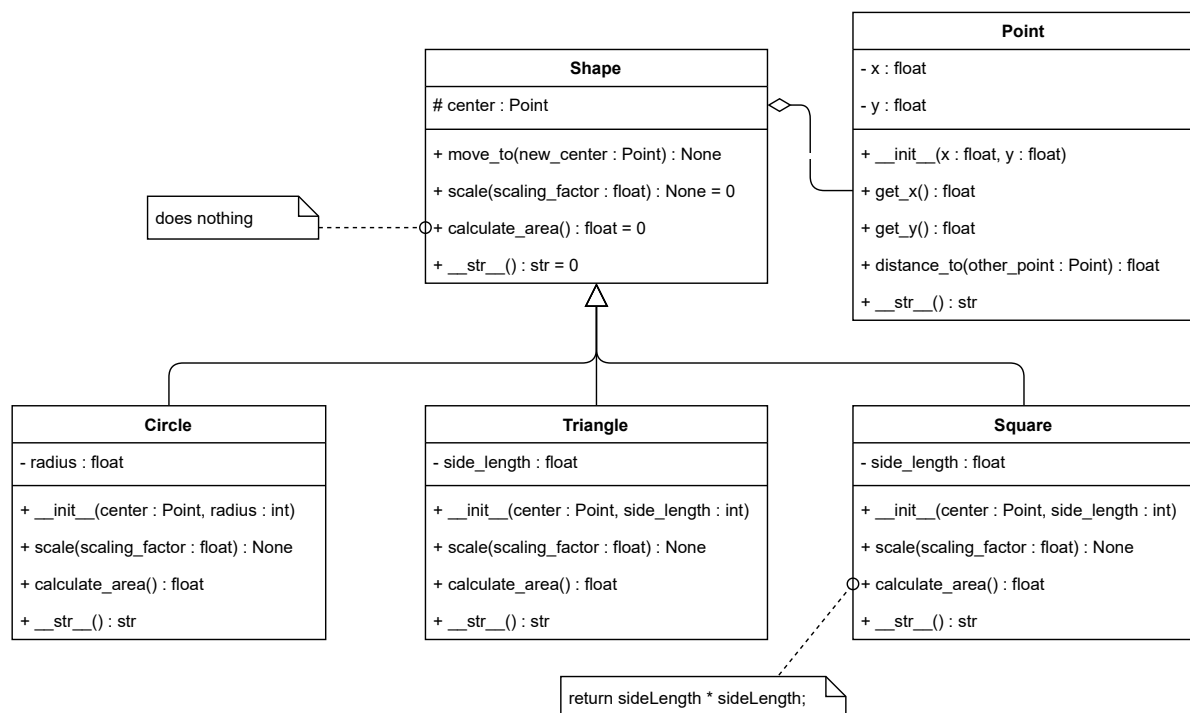 Point
- x : float
- y : float
+ __init__(x : float, y : float)
+ get_x() : float
+ get_y() : float
+ distance_to(other_point : Point) : float
+ __str__() : str
Shape
# center : Point
+ move_to(new_center : Point) : None
+ scale(scaling_factor : float) : None = 0
+ calculate_area() : float = 0
+ __str__() : str = 0
does nothing
Circle
- radius : float
+ __init__(center : Point, radius : int)
+ scale(scaling_factor : float) : None
+ calculate_area() : float
+ __str__() : str
Triangle
- side_length : float
+ __init__(center : Point, side_length : int)
+ scale(scaling_factor : float) : None
+ calculate_area() : float
+ __str__() : str
Square
- side_length : float
+ __init__(center : Point, side_length : int)
+ scale(scaling_factor : float) : None
+ calculate_area() : float
+ __str__() : str
return sideLength * sideLength;